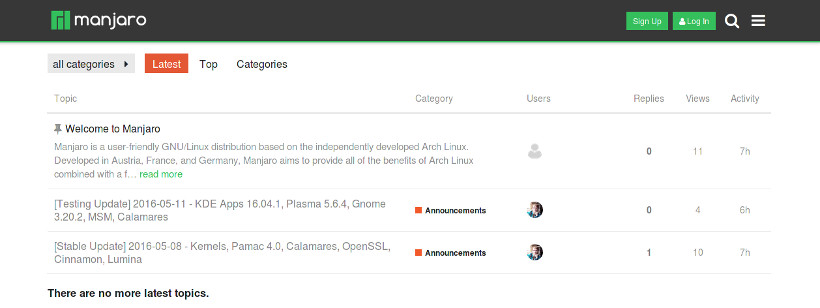 manjaro
Sign Up
Log In
all categories
Latest
Top
Categories
Topic Category Users Replies Views Activity
Welcome to Manjaro
Manjaro is a user-friendly GNU/Linux distribution based on the independently developed Arch Linux.
Developed in Austria, France, and Germany, Manjaro aims to provide all of the benefits of Arch Linux
combined with a f… read more
0 11 7h
[Testing Update] 2016-05-11 - KDE Apps 16.04.1, Plasma 5.6.4, Gnome
3.20.2, MSM, Calamares
Announcements
0 4 6h
[Stable Update] 2016-05-08 - Kernels, Pamac 4.0, Calamares, OpenSSL,
Cinnamon, Lumina
Announcements
1 10 7h
There are no more latest topics.